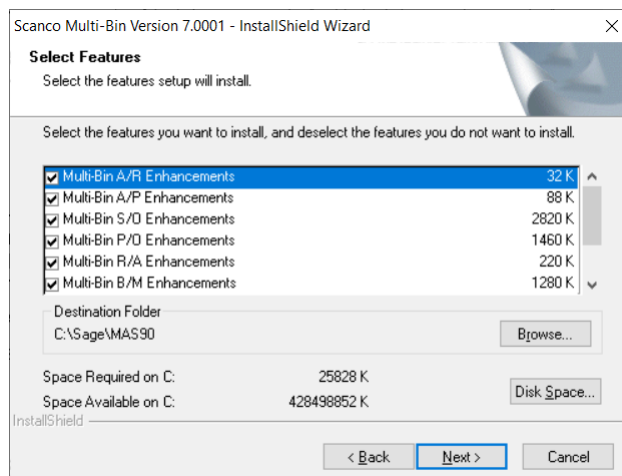 Scanco Multi-Bin Version 7.0001 - InstallShield Wizard
Select Features
Select the features setup will install.
Select the features you want to install, and deselect the features you do not want to install.
Multi-Bin A/R Enhancements 32 K
Multi-Bin A/P Enhancements 88 K
Multi-Bin S/O Enhancements 2820 K
Multi-Bin P/O Enhancements 1460 K
Multi-Bin R/A Enhancements 220 K
Multi-Bin B/M Enhancements 1280 K
Destination Folder
C:\Sage\MAS90
Browse...
Space Required on C: 25828 K
Space Available on C: 428498852 K
Disk Space...
InstallShield
< Back Next > Cancel